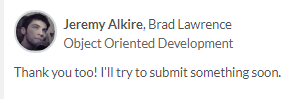 Jeremy Alkire, Brad Lawrence
Object Oriented Development
Thank you too! I'll try to submit something soon.